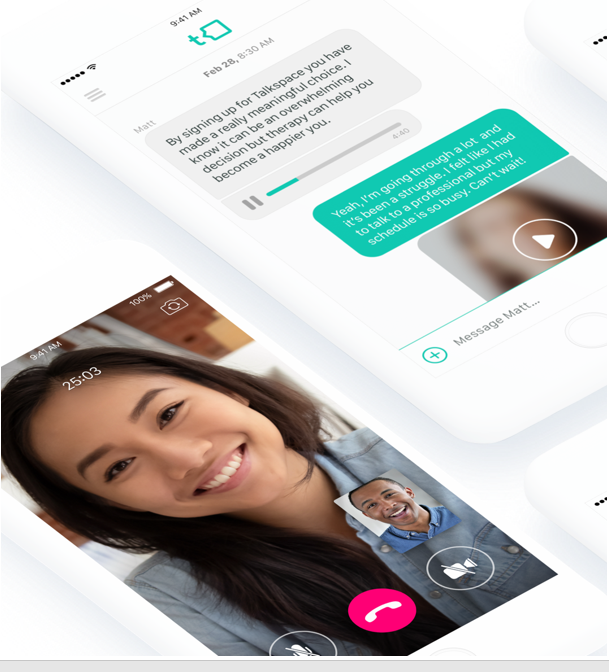 9:41 AM
Feb 28, 8:30 AM
Matt
By signing up for Talkspace you have
made a really meaningful choice. I
know it can be an overwhelming
decision but therapy can help you
become a happier you.
4:40
Yeah, I'm going through a lot and
it's been a struggle. I felt like I had
to talk to a professional but my
schedule is so busy. Can't wait!
Message Matt...
100%
9:41 AM
25:03